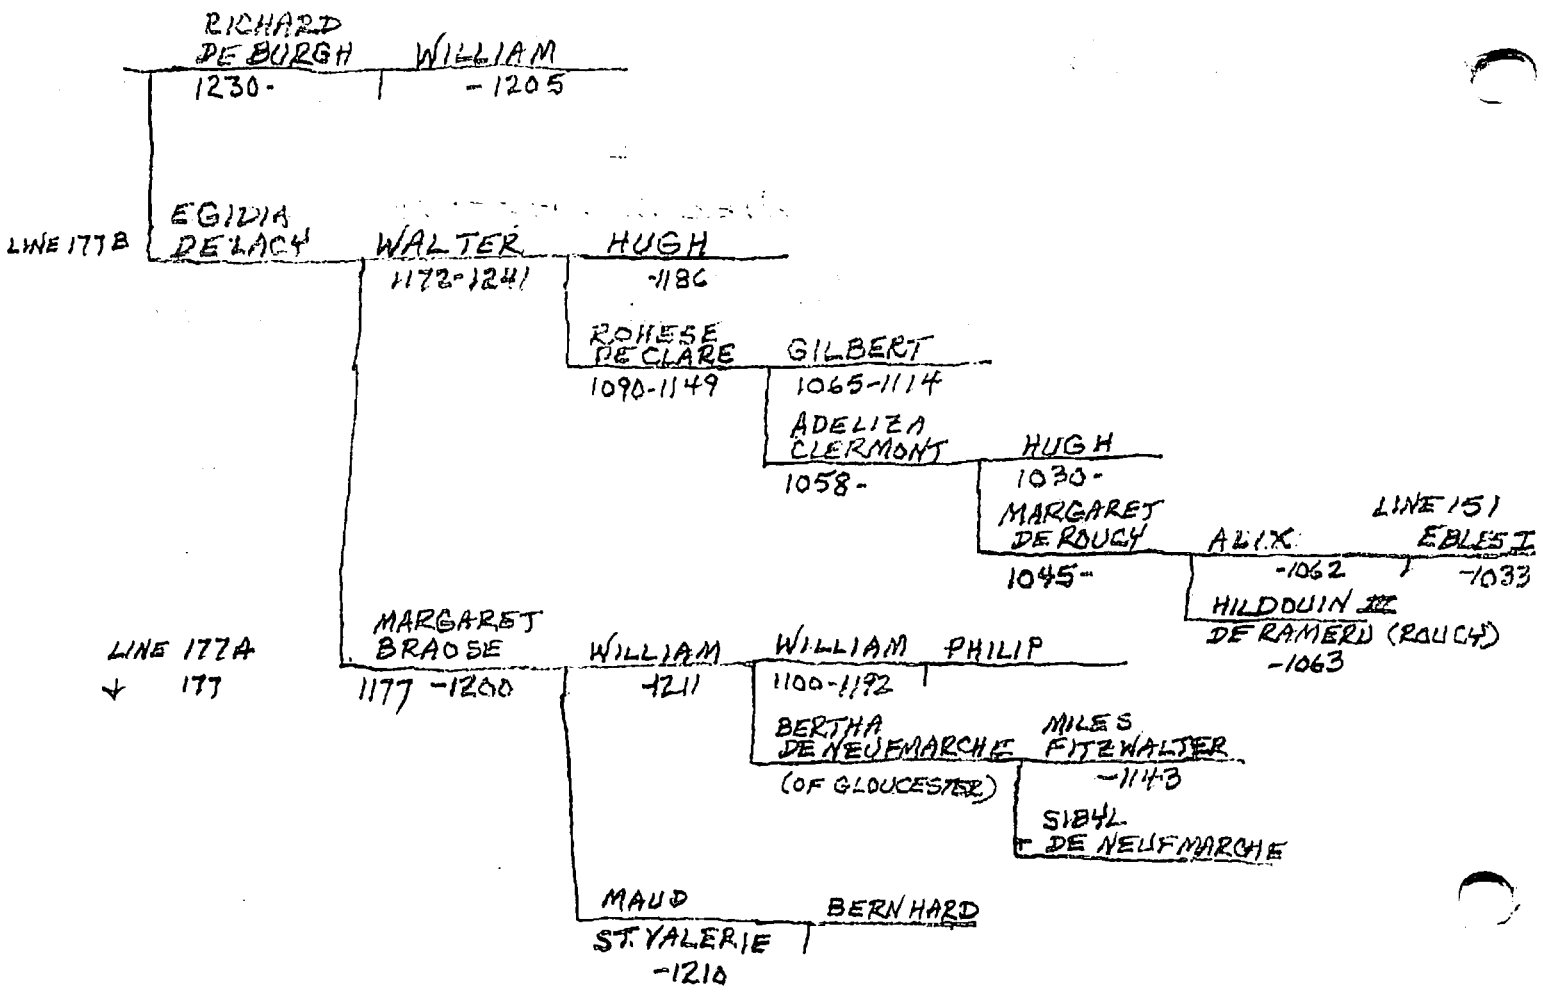 RICHARD
DE BURGH
WILLIAM
1230-
-1205
LINE 177B
EGIDIA
DE LACY
WALTER
HUGH
1172-1241
-1186
ROHESE
DE CLARE
GILBERT
1090-1149
1065-1114
ADELIZA
CLERMONT
HUGH
1058-
1030-
MARGARET
DE ROUCY
ALIX
LINE 151
EBLES I
1045-
-1062
-1033
HILDOUIN III
DE RAMERU (ROUCY)
-1063
LINE 177A
↓ 177
MARGARET
BRAOSE
WILLIAM
WILLIAM
PHILIP
1177 -1200
-1211
1100-1192
BERTHA
DE NEUFMARCHE
(OF GLOUCESTER)
MILES
FITZWALTER
-1143
SIBYL
DE NEUFMARCHE
MAUD
ST. VALERIE
-1210
BERNHARD